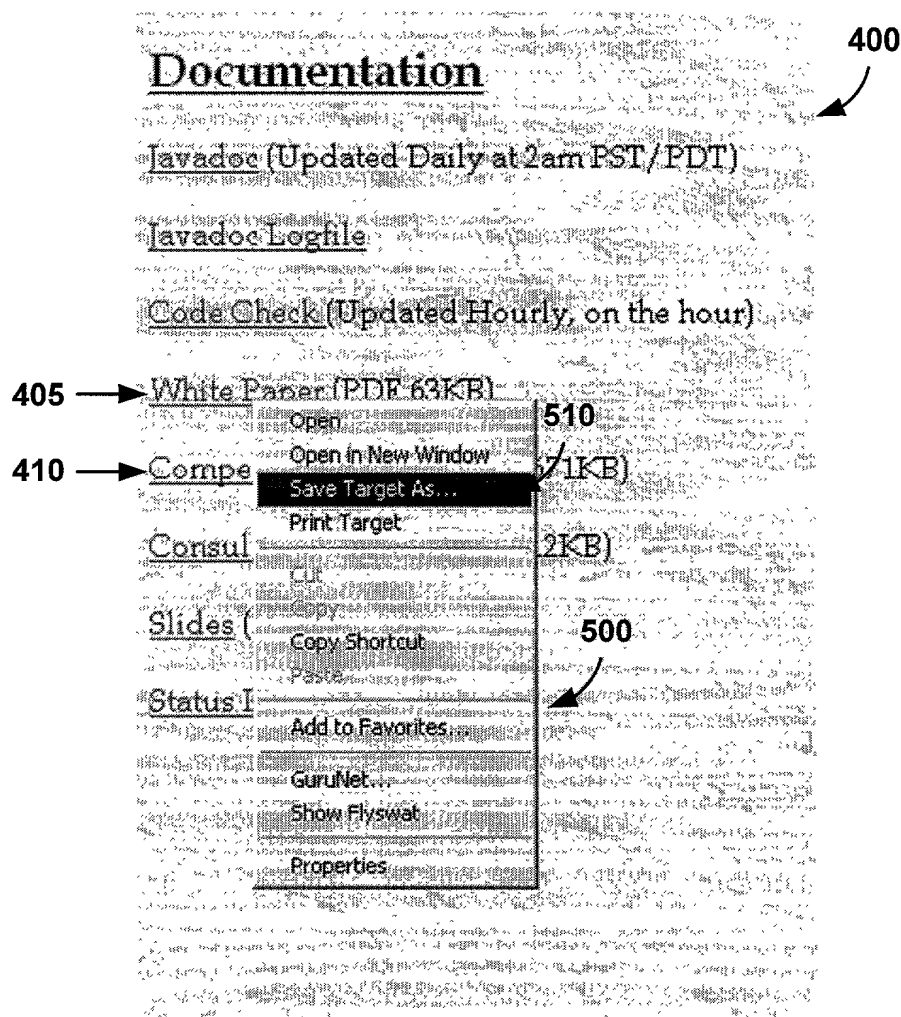 400
Documentation
Javadoc (Updated Daily at 2am PST/PDT)
Javadoc Logfile
Code Check (Updated Hourly, on the hour)
405 White Paper (PDF 63KB)
Open 510
Open in New Window
410 Compe 571KB)
Save Target As...
Print Target
Consul 2KB)
Cut
Copy
Slides (
Copy Shortcut 500
Paste
Status
Add to Favorites...
GuruNet...
Show Flyswat
Properties